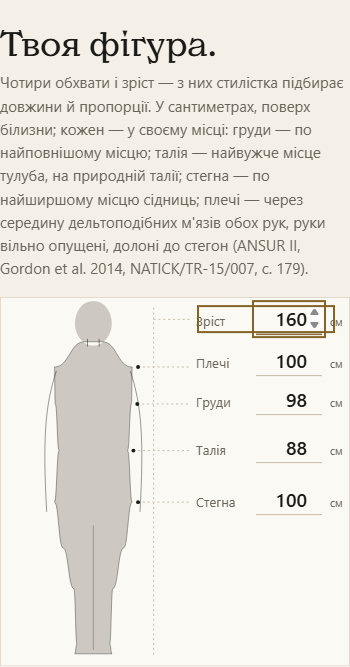 Твоя фігура.
Чотири обхвати і зріст — з них стилістка підбирає
довжини й пропорції. У сантиметрах, поверх
білизни; кожен — у своєму місці: груди — по
найповнішому місцю; талія — найвужче місце
тулуба, на природній талії; стегна — по
найширшому місцю сідниць; плечі — через
середину дельтоподібних м'язів обох рук, руки
вільно опущені, долоні до стегон (ANSUR II,
Gordon et al. 2014, NATICK/TR-15/007, с. 179).
Зріст 160 см
Плечі 100 см
Груди 98 см
Талія 88 см
Стегна 100 см